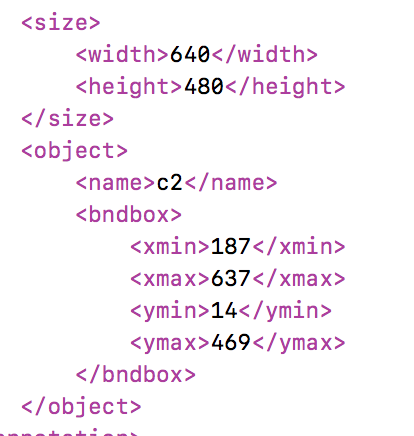 <size>
<width>640</width>
<height>480</height>
</size>
<object>
<name>c2</name>
<bndbox>
<xmin>187</xmin>
<xmax>637</xmax>
<ymin>14</ymin>
<ymax>469</ymax>
</bndbox>
</object>